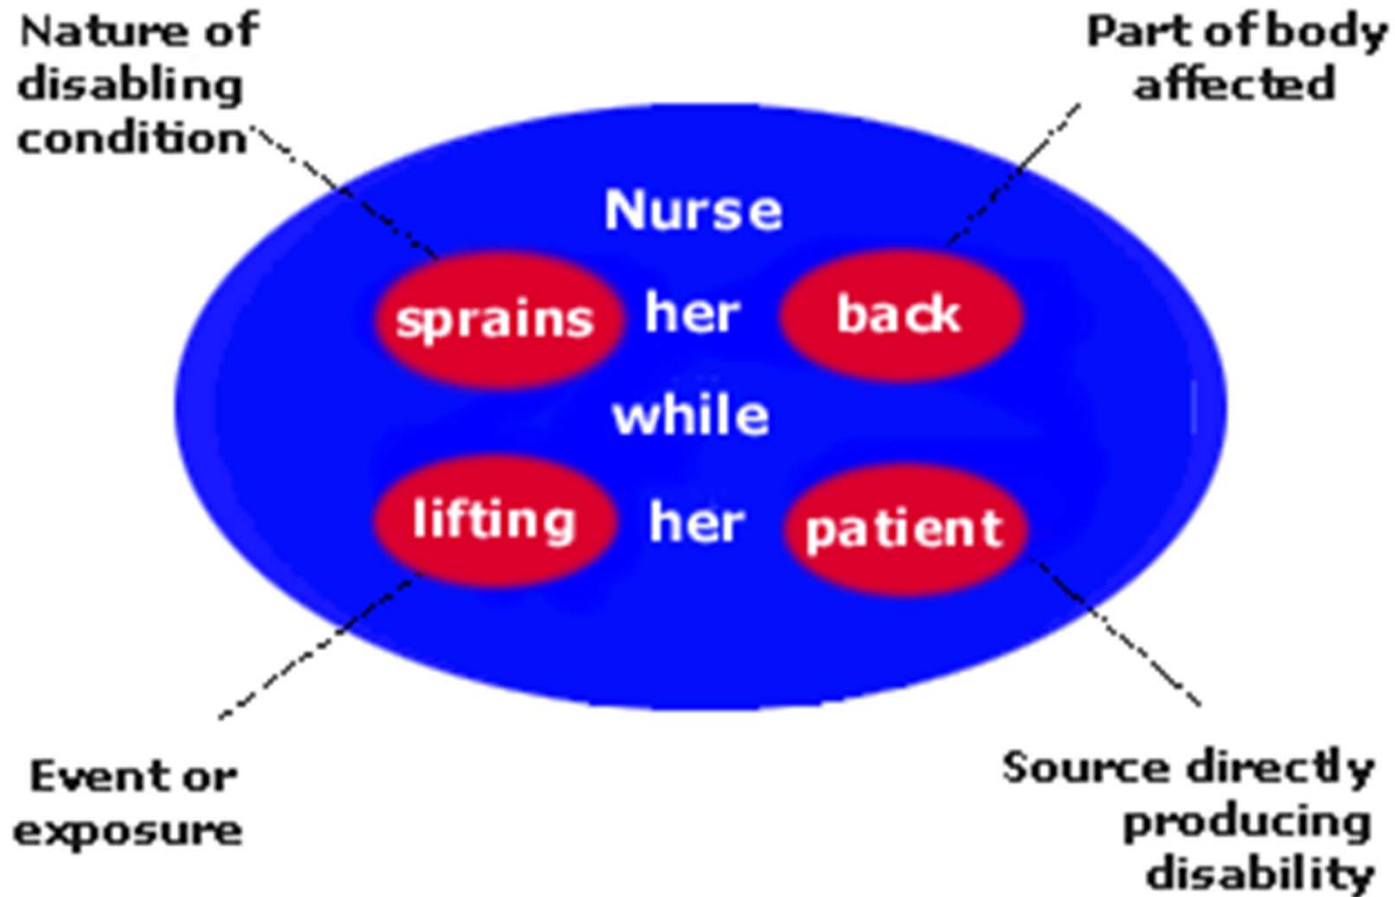 Nature of
disabling
condition
Part of body
affected
Nurse
sprains her back
while
lifting her patient
Event or
exposure
Source directly
producing
disability